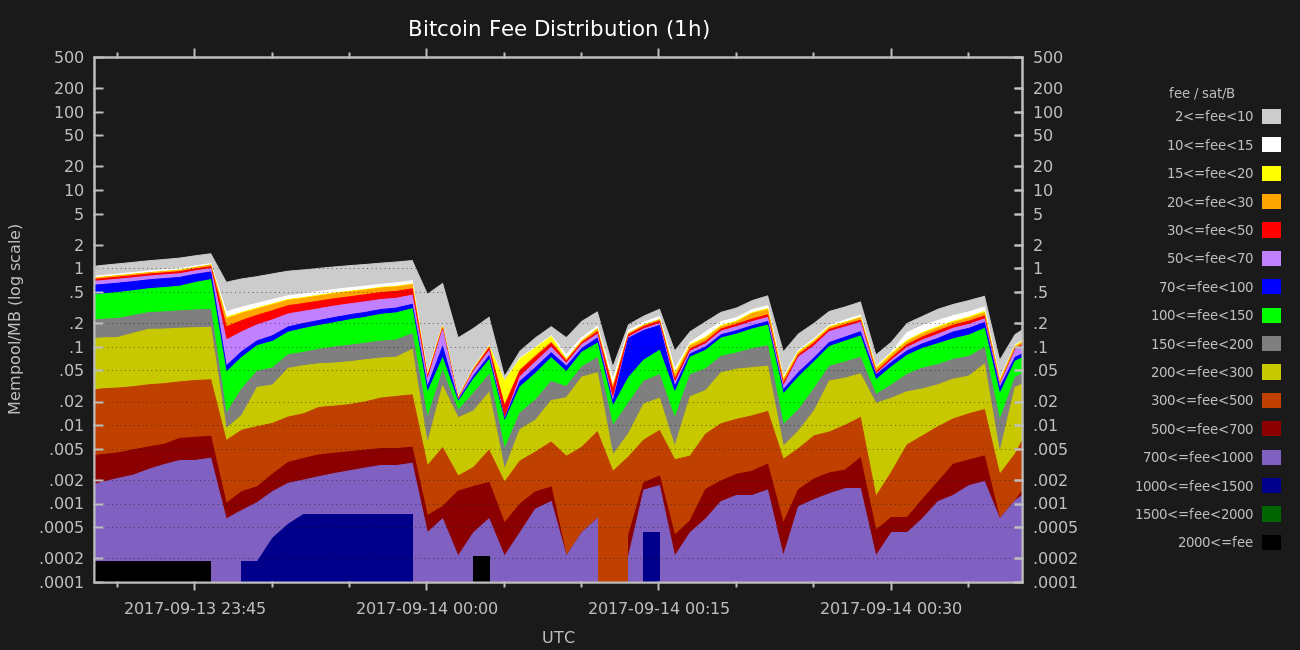 Bitcoin Fee Distribution (1h)
500 500
200 200
100 100
50 50
20 20
10 10
5 5
2 2
1 1
.5 .5
.2 .2
.1 .1
.05 .05
.02 .02
.01 .01
.005 .005
.002 .002
.001 .001
.0005 .0005
.0002 .0002
.0001 .0001
Mempool/MB (log scale)
2017-09-13 23:45 2017-09-14 00:00 2017-09-14 00:15 2017-09-14 00:30
UTC
fee / sat/B
2<=fee<10
10<=fee<15
15<=fee<20
20<=fee<30
30<=fee<50
50<=fee<70
70<=fee<100
100<=fee<150
150<=fee<200
200<=fee<300
300<=fee<500
500<=fee<700
700<=fee<1000
1000<=fee<1500
1500<=fee<2000
2000<=fee